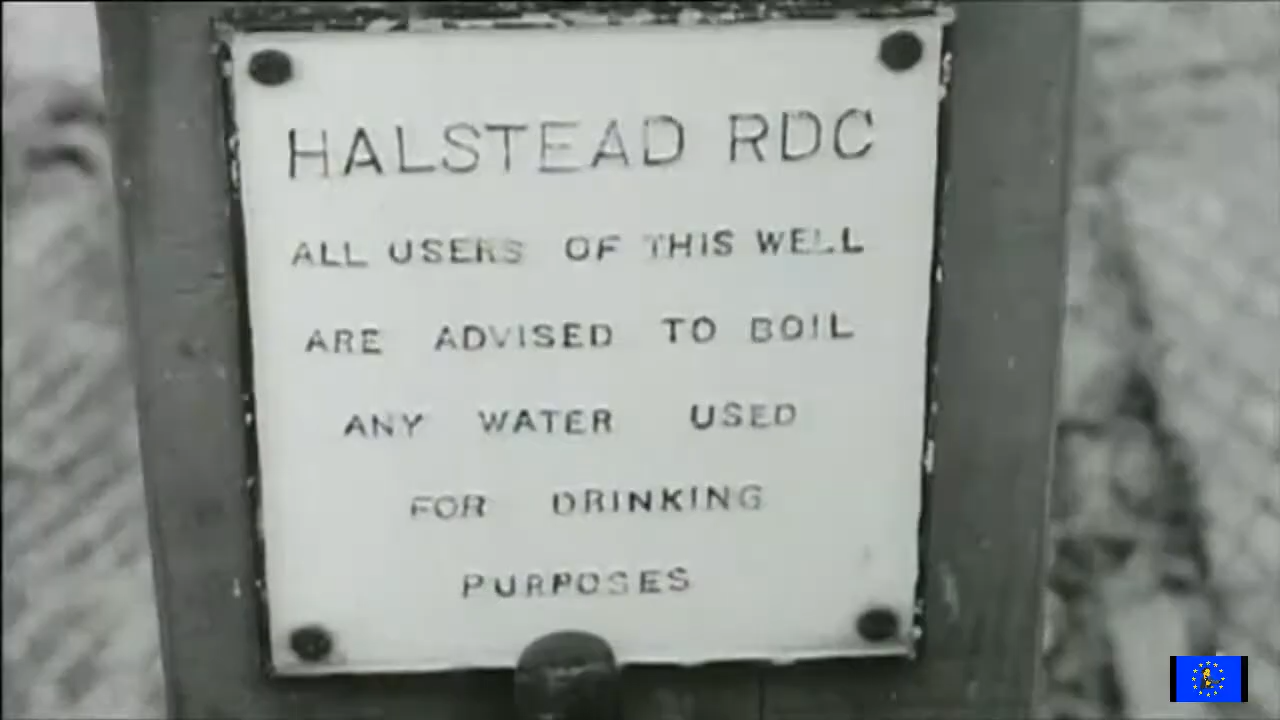 HALSTEAD RDC
ALL USERS OF THIS WELL
ARE ADVISED TO BOIL
ANY WATER USED
FOR DRINKING
PURPOSES